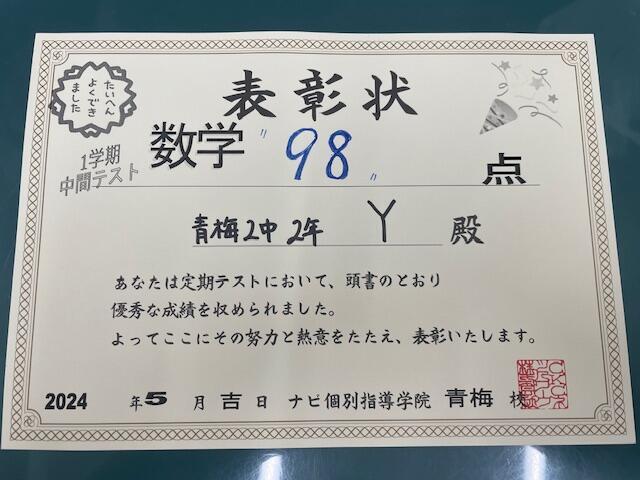 たいへん
よくでき
ました
表彰状
1学期
中間テスト
数学 〃98〃 点
青梅2中 2年 Y 殿
あなたは定期テストにおいて、頭書のとおり
優秀な成績を収められました。
よってここにその努力と熱意をたたえ、表彰いたします。
2024 年 5 月 吉 日 ナビ個別指導学院 青梅 校